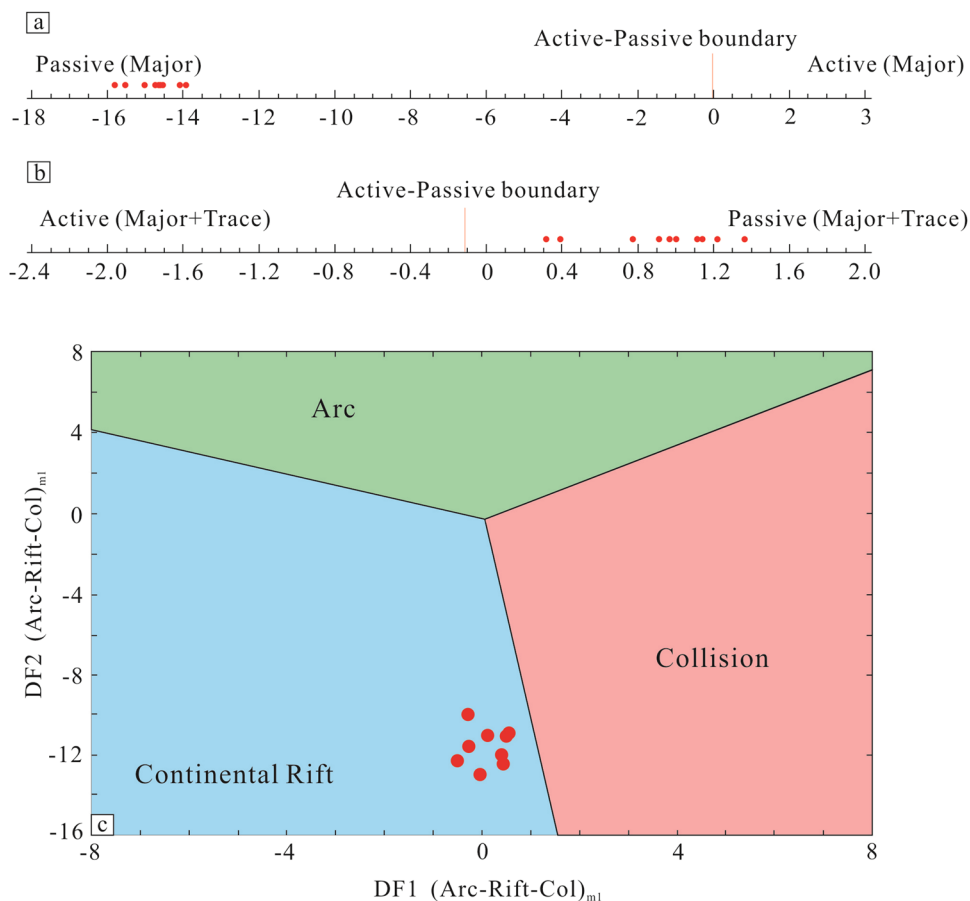 a
Active-Passive boundary
Passive (Major)
Active (Major)
-18 -16 -14 -12 -10 -8 -6 -4 -2 0 2 3
b
Active-Passive boundary
Active (Major+Trace)
Passive (Major+Trace)
-2.4 -2.0 -1.6 -1.2 -0.8 -0.4 0 0.4 0.8 1.2 1.6 2.0
8
4
0
-4
-8
-12
-16
DF2 (Arc-Rift-Col)m1
Arc
Collision
Continental Rift
c
-8 -4 0 4 8
DF1 (Arc-Rift-Col)m1